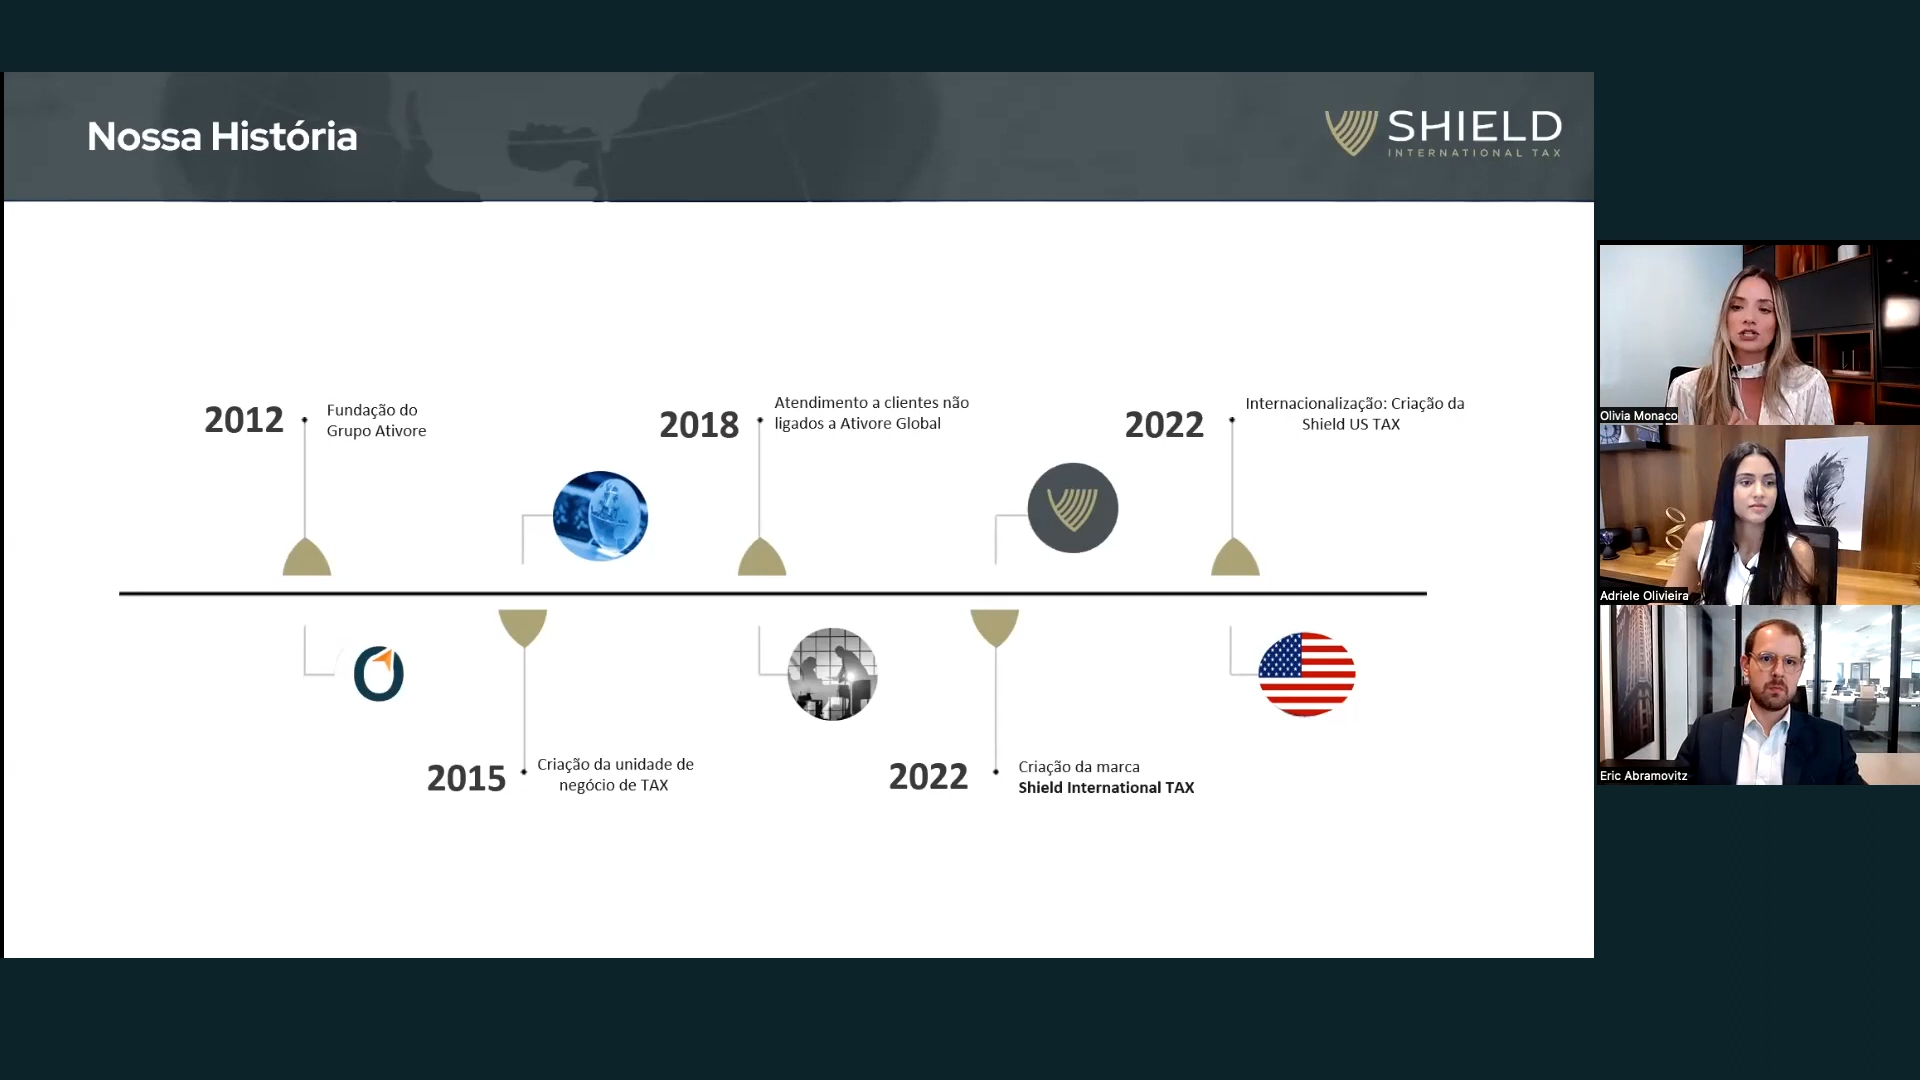 Nossa História
SHIELD
INTERNATIONAL TAX
2012
Fundação do
Grupo Ativore
2018
Atendimento a clientes não
ligados a Ativore Global
2022
Internacionalização: Criação da
Shield US TAX
2015
Criação da unidade de
negócio de TAX
2022
Criação da marca
Shield International TAX
Olivia Monaco
Adriele Olivieira
Eric Abramovitz